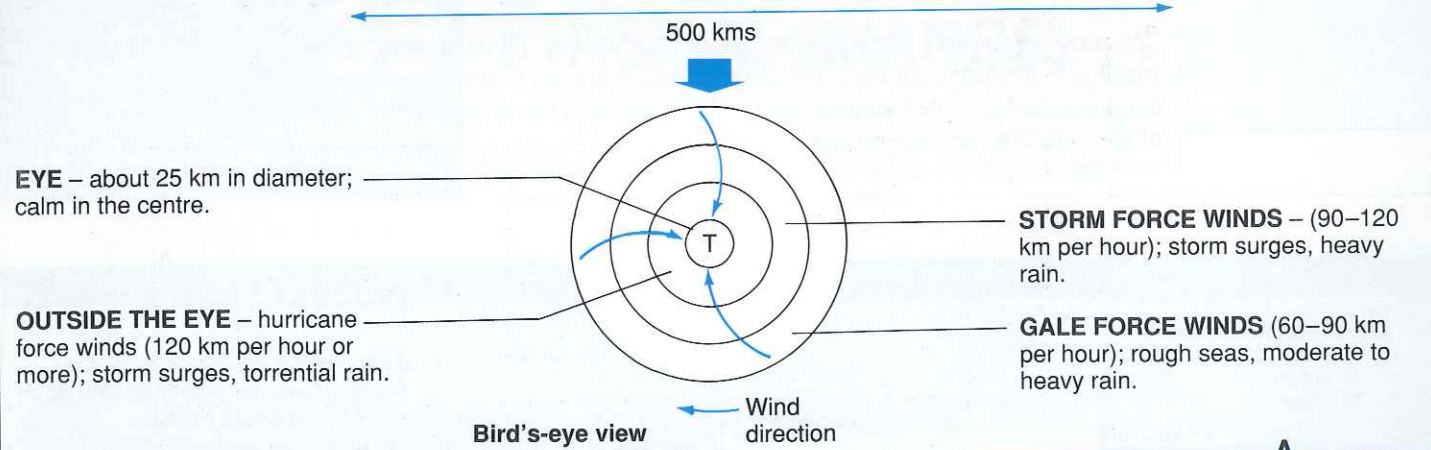 500 kms
EYE – about 25 km in diameter;
calm in the centre.
OUTSIDE THE EYE – hurricane
force winds (120 km per hour or
more); storm surges, torrential rain.
T
STORM FORCE WINDS – (90–120
km per hour); storm surges, heavy
rain.
GALE FORCE WINDS (60–90 km
per hour); rough seas, moderate to
heavy rain.
Wind
direction
Bird's-eye view